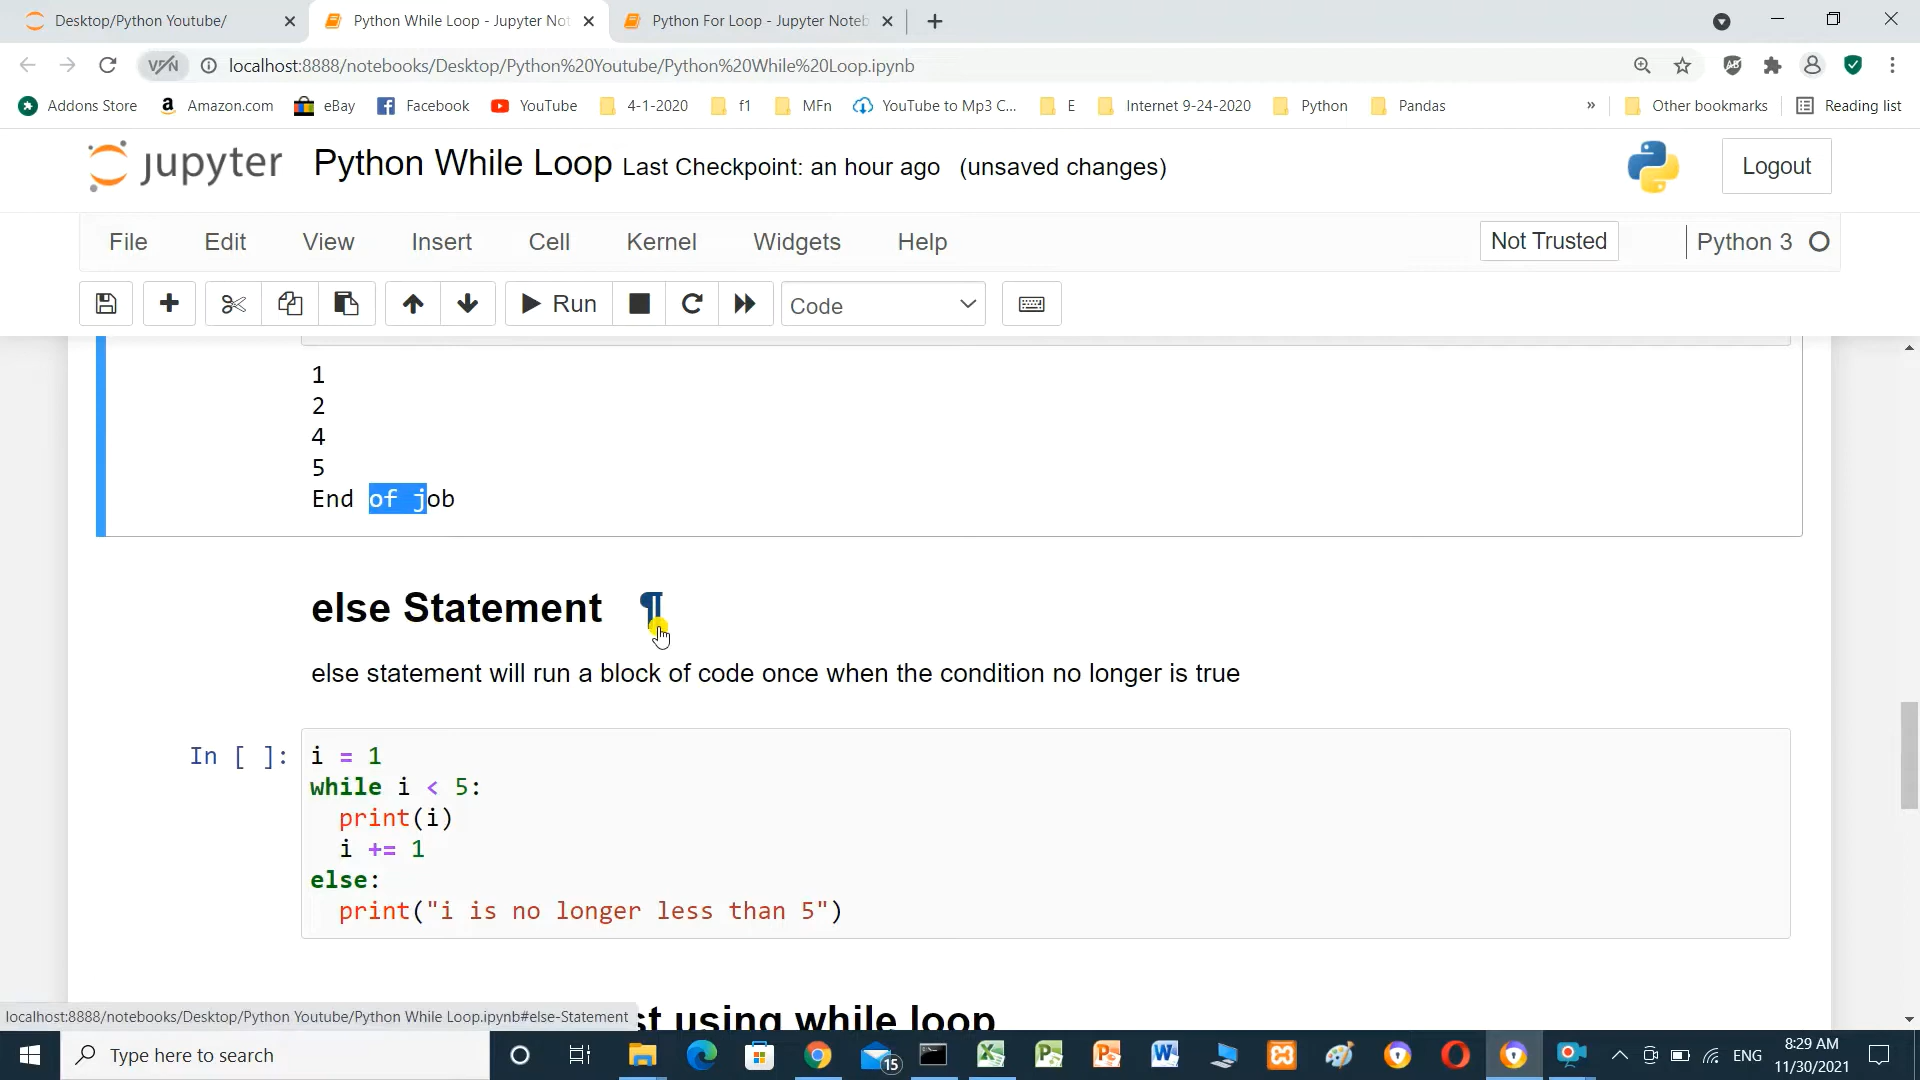 Desktop/Python Youtube/
Python While Loop - Jupyter Not
Python For Loop - Jupyter Noteb
VPN
localhost:8888/notebooks/Desktop/Python%20Youtube/Python%20While%20Loop.ipynb
Addons Store
Amazon.com
eBay
Facebook
YouTube
4-1-2020
f1
MFn
YouTube to Mp3 C...
E
Internet 9-24-2020
Python
Pandas
»
Other bookmarks
Reading list
jupyter
Python While Loop Last Checkpoint: an hour ago (unsaved changes)
Logout
File
Edit
View
Insert
Cell
Kernel
Widgets
Help
Not Trusted
Python 3
Run
Code
1
2
4
5
End of job
else Statement ¶
else statement will run a block of code once when the condition no longer is true
In [ ]:
i = 1
while i < 5:
  print(i)
  i += 1
else:
  print("i is no longer less than 5")
st using while loop
localhost:8888/notebooks/Desktop/Python Youtube/Python While Loop.ipynb#else-Statement
Type here to search
15
ENG
8:29 AM
11/30/2021